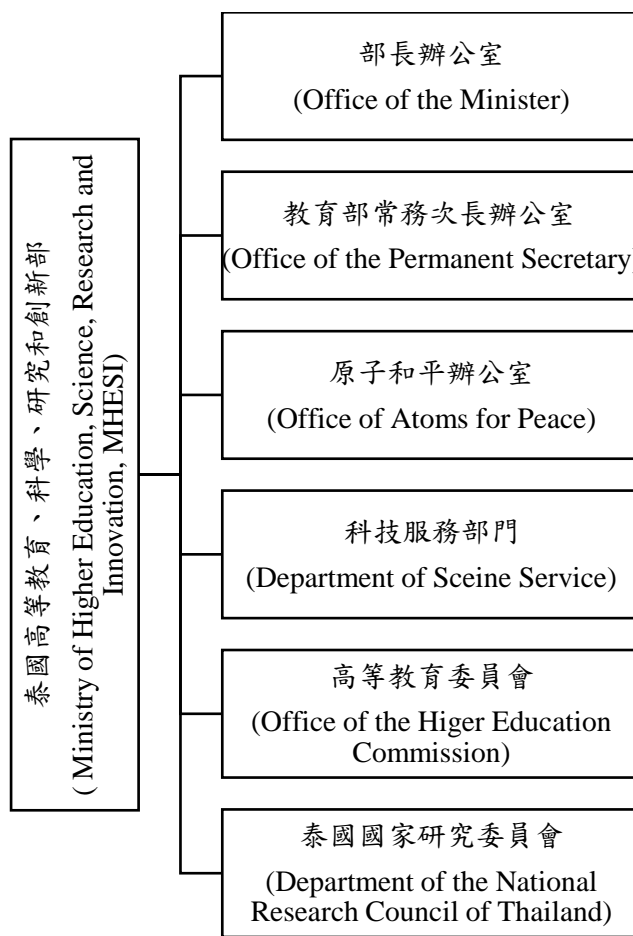 泰國高等教育、科學、研究和創新部
( Ministry of Higher Education, Science, Research and
Innovation, MHESI)
部長辦公室
(Office of the Minister)
教育部常務次長辦公室
(Office of the Permanent Secretary)
原子和平辦公室
(Office of Atoms for Peace)
科技服務部門
(Department of Sceine Service)
高等教育委員會
(Office of the Higer Education
Commission)
泰國國家研究委員會
(Department of the National
Research Council of Thailand)